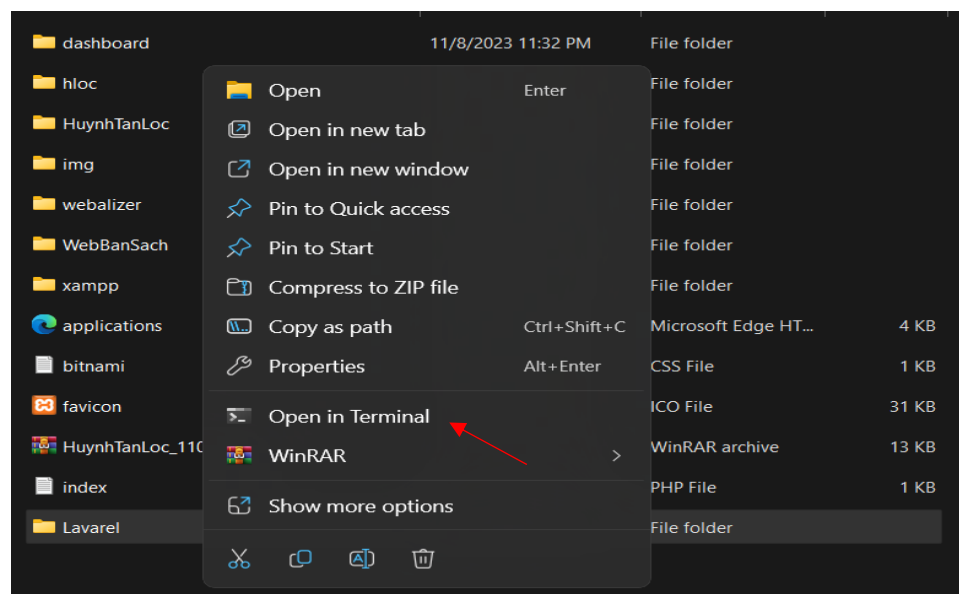 dashboard 11/8/2023 11:32 PM File folder
hloc File folder
HuynhTanLoc File folder
img File folder
webalizer File folder
WebBanSach File folder
xampp File folder
applications Microsoft Edge HT... 4 KB
bitnami CSS File 1 KB
favicon ICO File 31 KB
HuynhTanLoc_110 WinRAR archive 13 KB
index PHP File 1 KB
Lavarel File folder
Open Enter
Open in new tab
Open in new window
Pin to Quick access
Pin to Start
Compress to ZIP file
Copy as path Ctrl+Shift+C
Properties Alt+Enter
Open in Terminal
WinRAR
Show more options